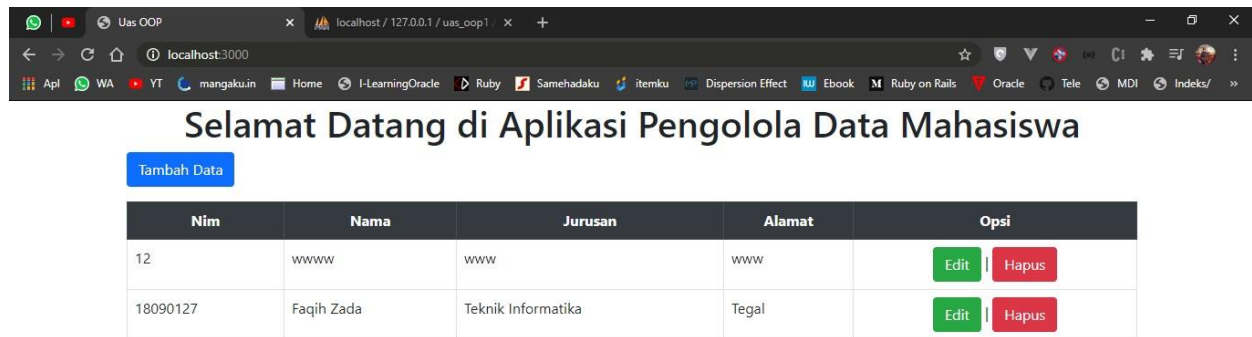 Uas OOP
localhost / 127.0.0.1 / uas_oop1 /
localhost:3000
Apl WA YT mangaku.in Home I-LearningOracle Ruby Samehadaku itemku Dispersion Effect Ebook Ruby on Rails Oracle Tele MDI Indeks/ »
Selamat Datang di Aplikasi Pengolola Data Mahasiswa
Tambah Data
Nim Nama Jurusan Alamat Opsi
12 wwww www www Edit | Hapus
18090127 Faqih Zada Teknik Informatika Tegal Edit | Hapus